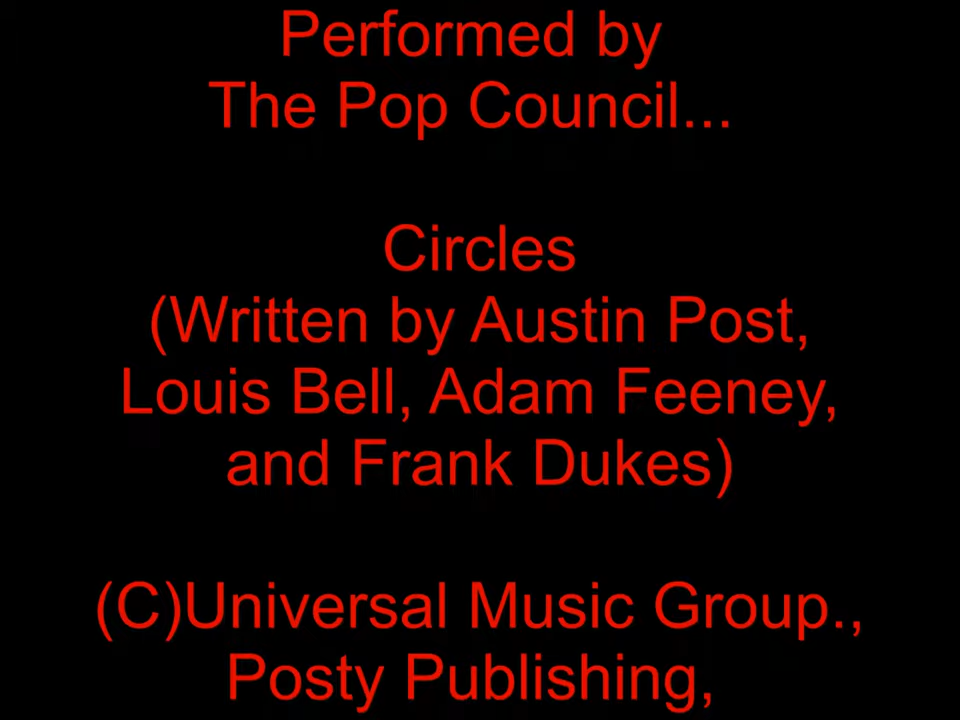 Performed by
The Pop Council...
Circles
(Written by Austin Post,
Louis Bell, Adam Feeney,
and Frank Dukes)
(C)Universal Music Group.,
Posty Publishing,